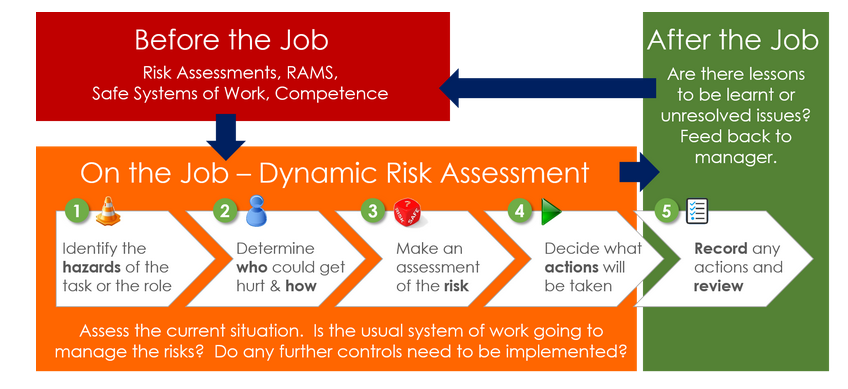 Before the Job
Risk Assessments, RAMS,
Safe Systems of Work, Competence
After the Job
Are there lessons
to be learnt or
unresolved issues?
Feed back to
manager.
On the Job – Dynamic Risk Assessment
1
Identify the
hazards of the
task or the role
2
Determine
who could get
hurt & how
3
Make an
assessment
of the risk
4
Decide what
actions will
be taken
5
Record any
actions and
review
Assess the current situation.  Is the usual system of work going to
manage the risks?  Do any further controls need to be implemented?